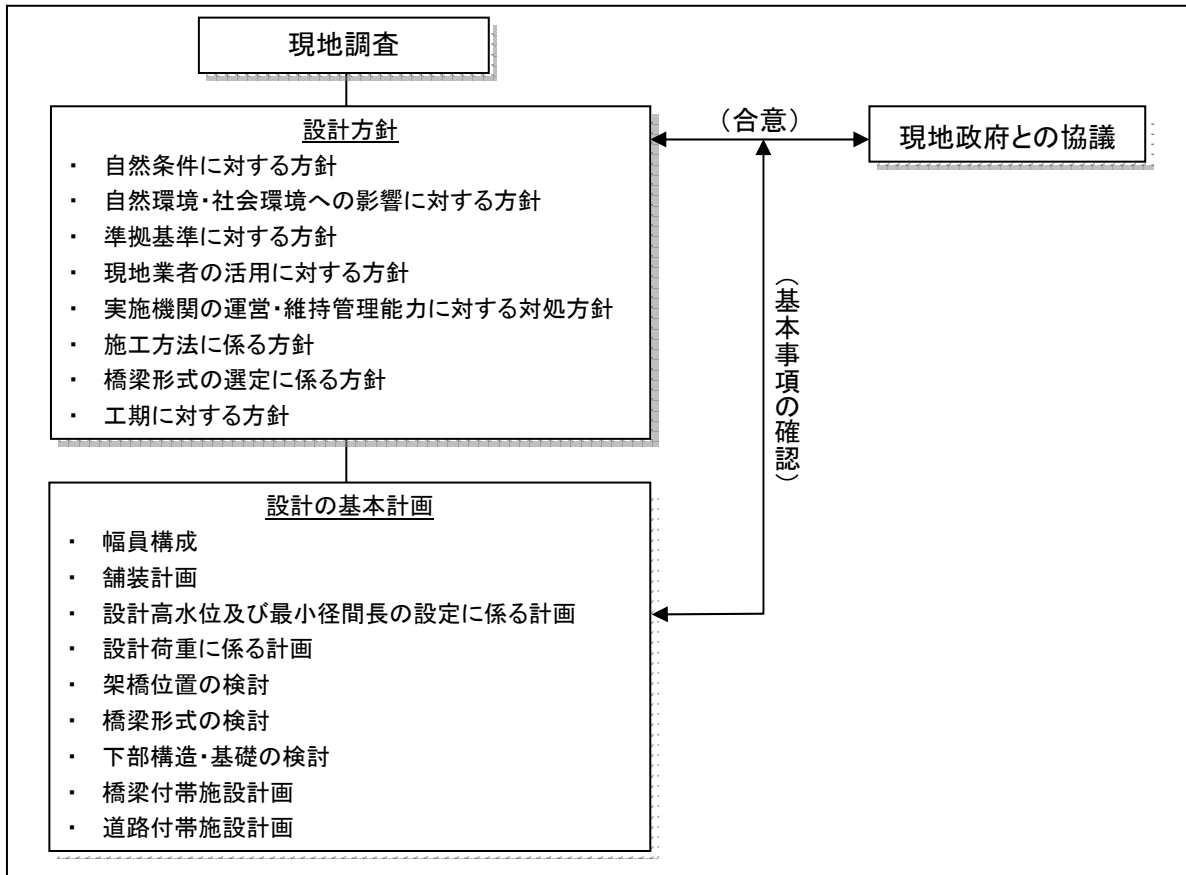 現地調査
設計方針
・ 自然条件に対する方針
・ 自然環境・社会環境への影響に対する方針
・ 準拠基準に対する方針
・ 現地業者の活用に対する方針
・ 実施機関の運営・維持管理能力に対する対処方針
・ 施工方法に係る方針
・ 橋梁形式の選定に係る方針
・ 工期に対する方針
（合意）
現地政府との協議
（基本事項の確認）
設計の基本計画
・ 幅員構成
・ 舗装計画
・ 設計高水位及び最小径間長の設定に係る計画
・ 設計荷重に係る計画
・ 架橋位置の検討
・ 橋梁形式の検討
・ 下部構造・基礎の検討
・ 橋梁付帯施設計画
・ 道路付帯施設計画